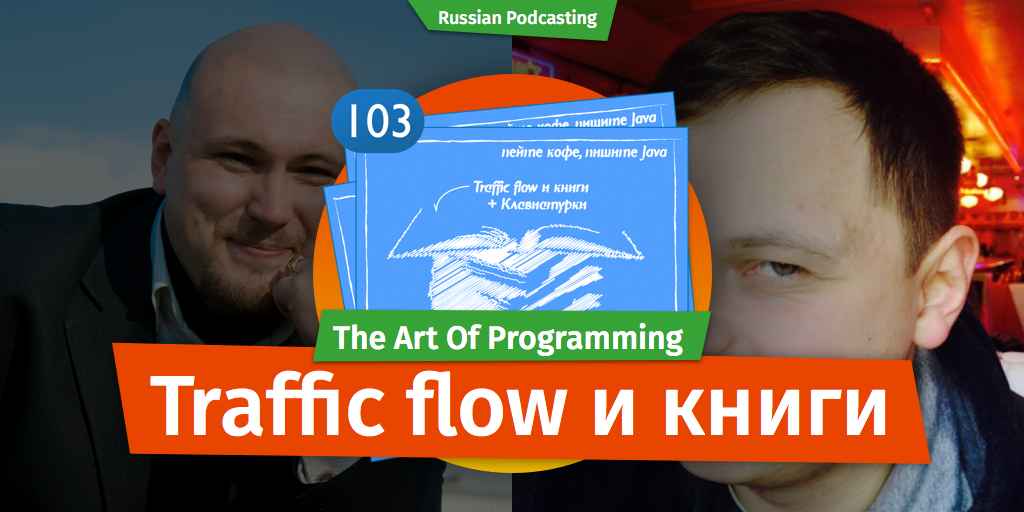 Russian Podcasting
103
пейте кофе, пишите Java
пейте кофе, пишите Java
Traffic flow и книги
+ Клавиатурки
The Art Of Programming
Traffic flow и книги